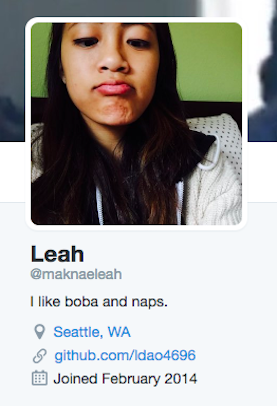 Leah
@maknaeleah
I like boba and naps.
Seattle, WA
github.com/ldao4696
Joined February 2014